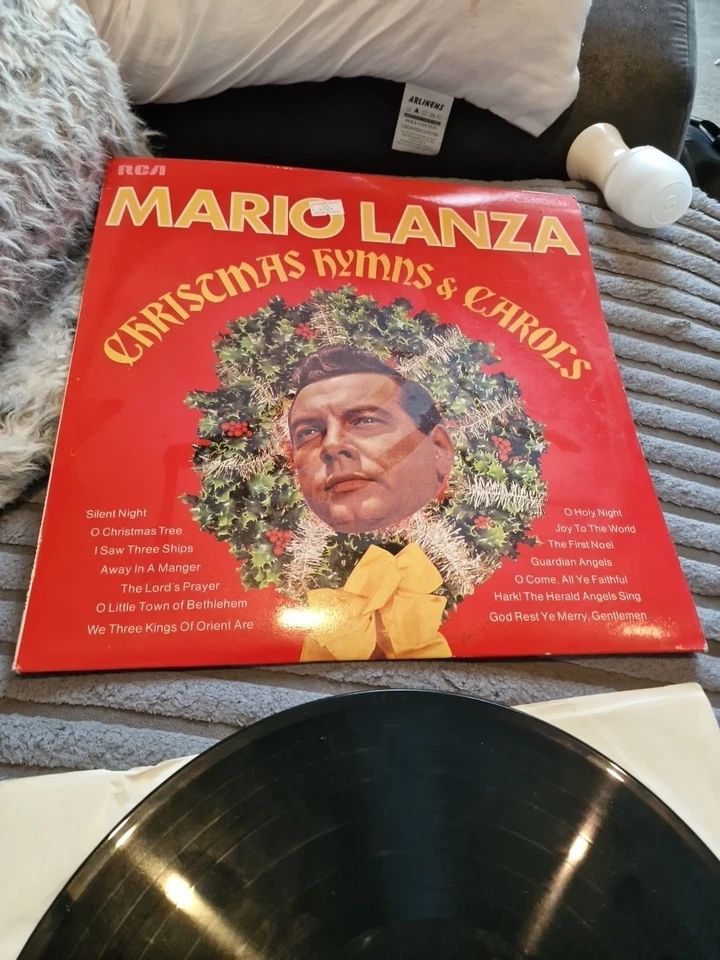 ARLINENS
RCA
CAMDEN
MARIO LANZA
CHRISTMAS HYMNS & CAROLS
Silent Night
O Christmas Tree
I Saw Three Ships
Away In A Manger
The Lord's Prayer
O Little Town of Bethlehem
We Three Kings Of Orient Are
O Holy Night
Joy To The World
The First Noel
Guardian Angels
O Come, All Ye Faithful
Hark! The Herald Angels Sing
God Rest Ye Merry, Gentlemen